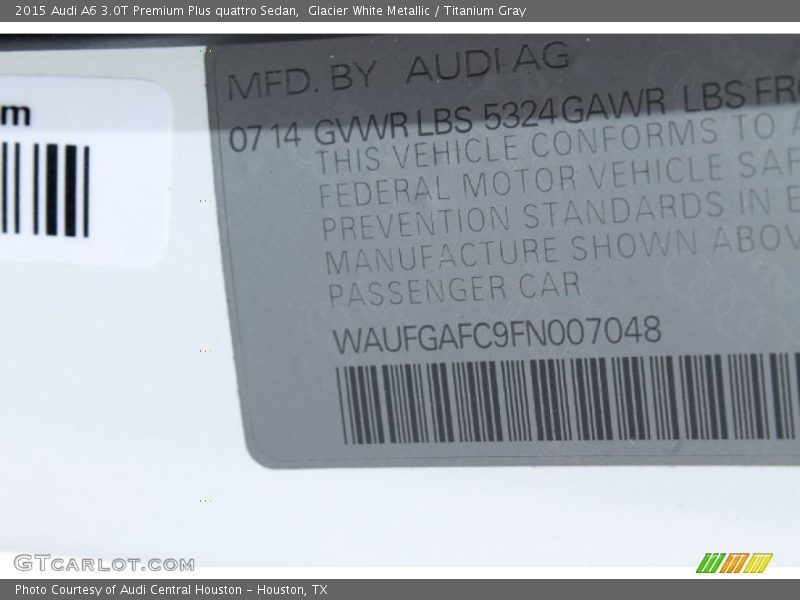 2015 Audi A6 3.0T Premium Plus quattro Sedan, Glacier White Metallic / Titanium Gray
m
MFD. BY AUDI AG
07 14 GVWR LBS 5324 GAWR LBS FR
THIS VEHICLE CONFORMS TO A
FEDERAL MOTOR VEHICLE SAF
PREVENTION STANDARDS IN E
MANUFACTURE SHOWN ABOV
PASSENGER CAR
WAUFGAFC9FN007048
GTCARLOT.COM
Photo Courtesy of Audi Central Houston - Houston, TX